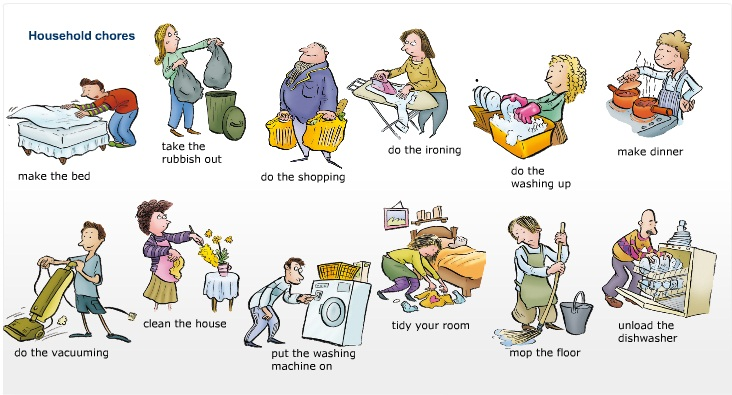 Household chores
make the bed
take the
rubbish out
do the shopping
do the ironing
do the
washing up
make dinner
do the vacuuming
clean the house
put the washing
machine on
tidy your room
mop the floor
unload the
dishwasher